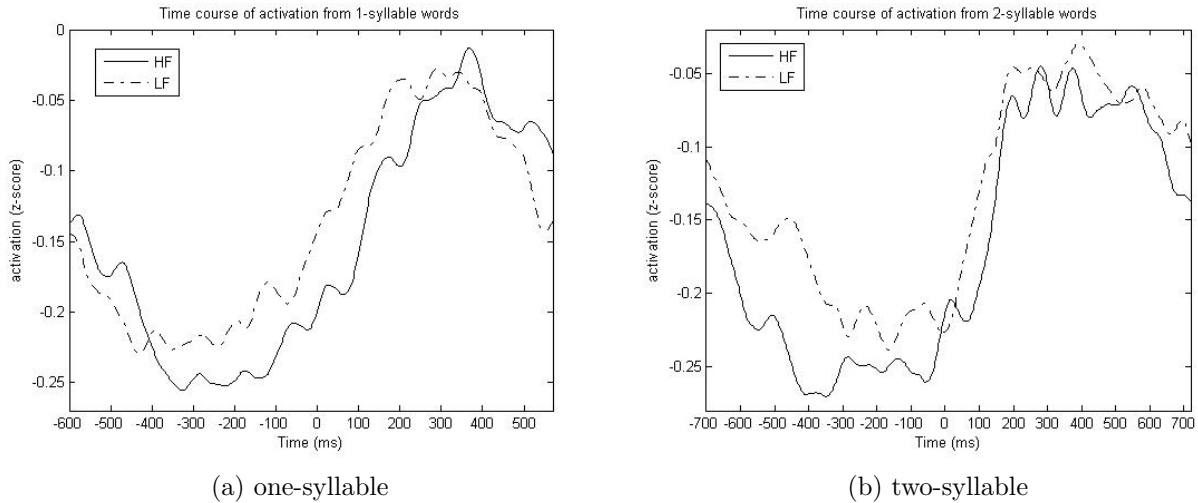 Time course of activation from 1-syllable words
HF
LF
activation (z-score)
0
-0.05
-0.1
-0.15
-0.2
-0.25
-600 -500 -400 -300 -200 -100 0 100 200 300 400 500
Time (ms)
(a) one-syllable
Time course of activation from 2-syllable words
HF
LF
activation (z-score)
-0.05
-0.1
-0.15
-0.2
-0.25
-700 -600 -500 -400 -300 -200 -100 0 100 200 300 400 500 600 700
Time (ms)
(b) two-syllable